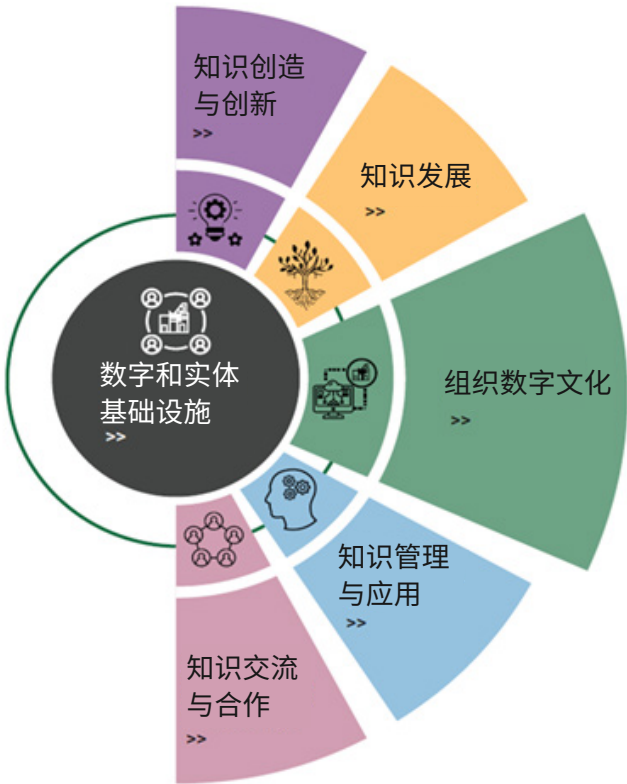 知识创造
与创新
>>
知识发展
>>
组织数字文化
>>
数字和实体
基础设施
>>
知识管理
与应用
>>
知识交流
与合作
>>